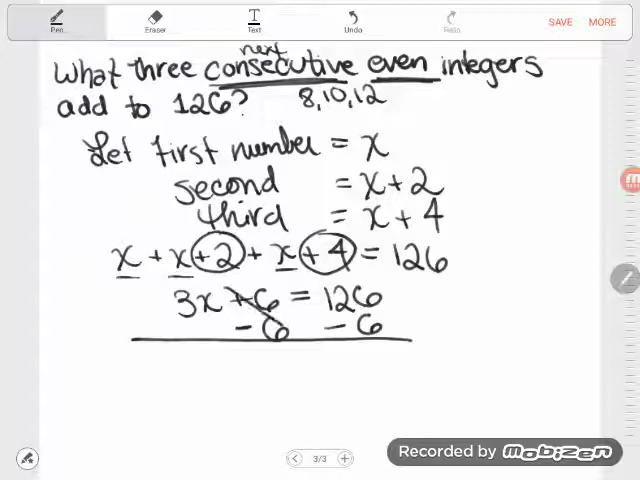 Pen
Eraser
Text
Undo
Redo
SAVE
MORE
next
What three consecutive even integers
add to 126? 8, 10, 12
Let first number = x
second = x + 2
third = x + 4
x + x + 2 + x + 4 = 126
3x + 6 = 126
- 6 - 6
3/3
Recorded by mobizen